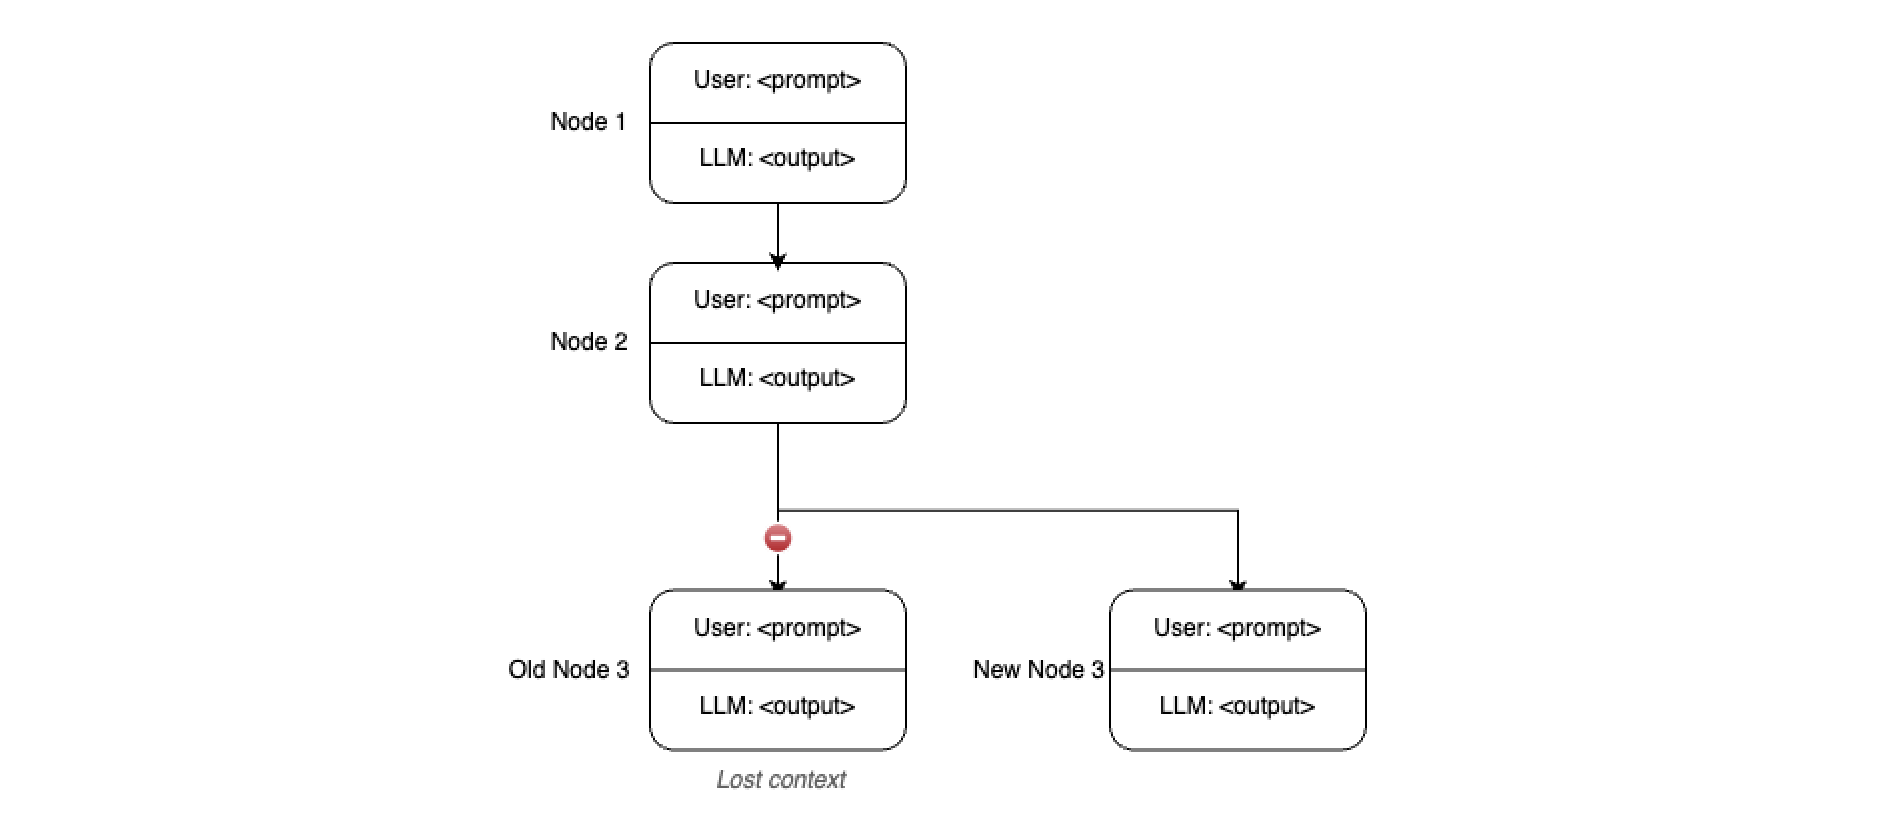 User: <prompt>
Node 1
LLM: <output>
User: <prompt>
Node 2
LLM: <output>
User: <prompt>
Old Node 3
LLM: <output>
Lost context
User: <prompt>
New Node 3
LLM: <output>